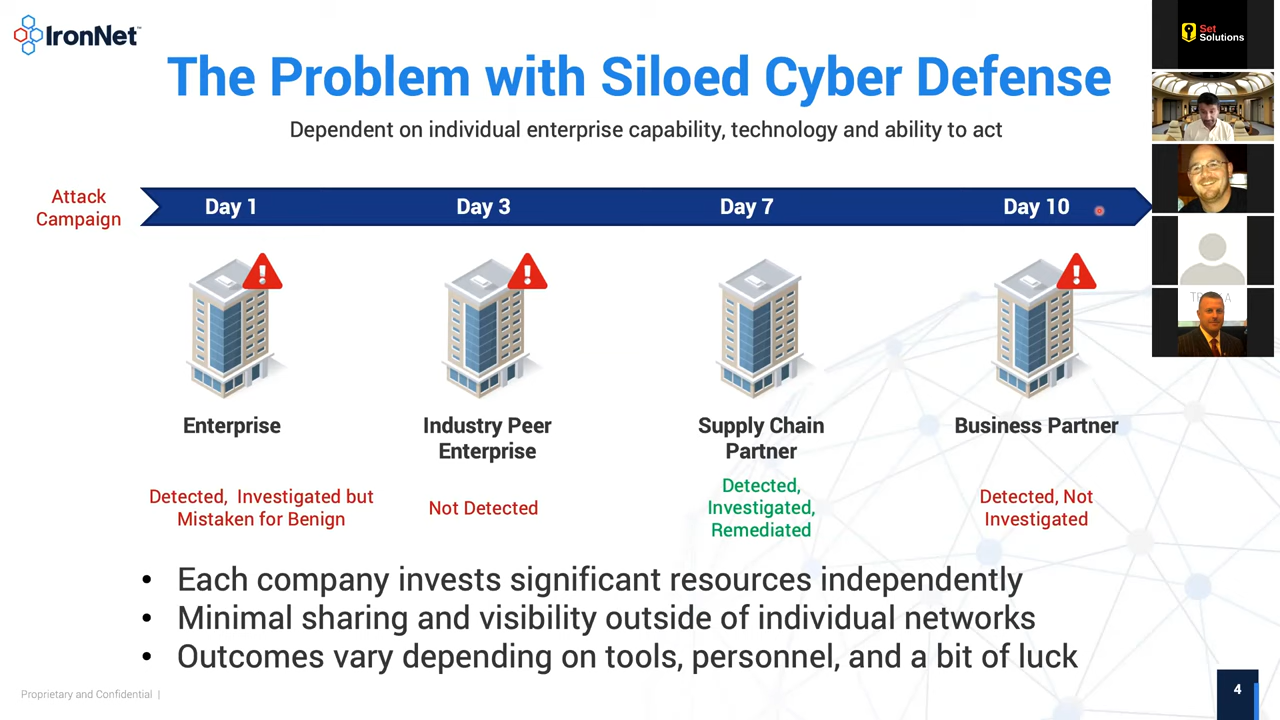 IronNet™
Set
Solutions
The Problem with Siloed Cyber Defense
Dependent on individual enterprise capability, technology and ability to act
Attack
Campaign
Day 1
Day 3
Day 7
Day 10
Enterprise
Industry Peer
Enterprise
Supply Chain
Partner
Business Partner
Detected, Investigated but
Mistaken for Benign
Not Detected
Detected,
Investigated,
Remediated
Detected, Not
Investigated
• Each company invests significant resources independently
• Minimal sharing and visibility outside of individual networks
• Outcomes vary depending on tools, personnel, and a bit of luck
Proprietary and Confidential |
4